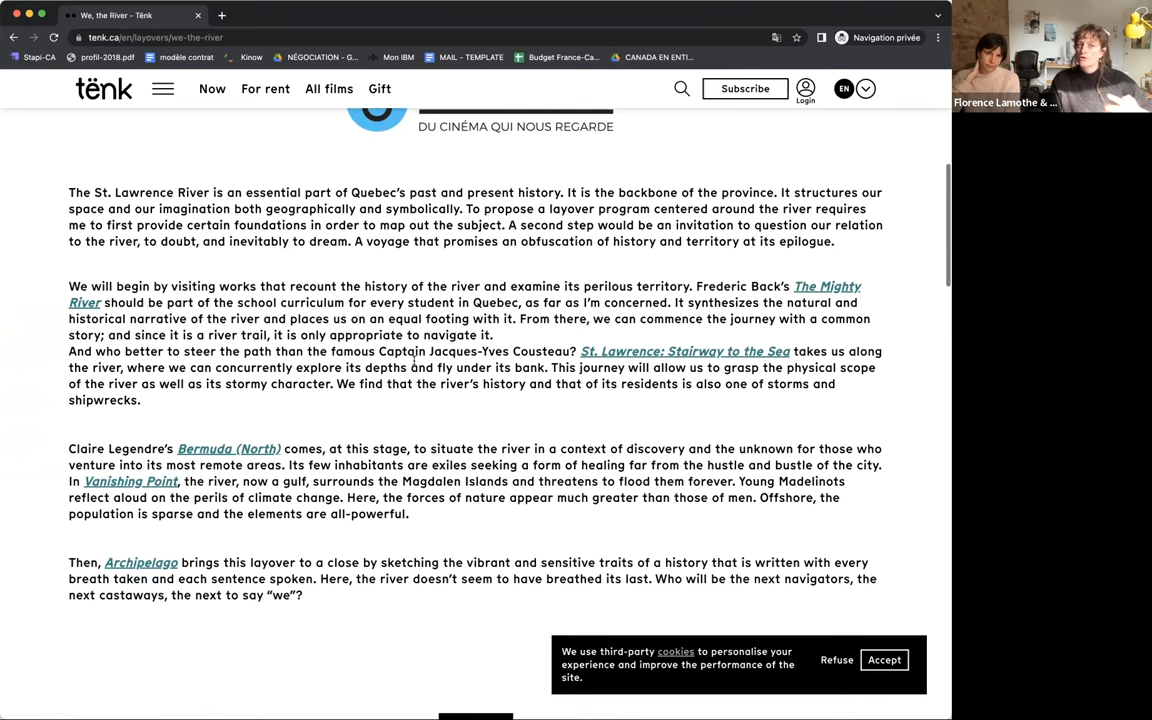 We, the River - Tënk
tenk.ca/en/layovers/we-the-river
Navigation privée
Stapi-CA
profil-2018.pdf
modèle contrat
Kinow
NÉGOCIATION - G...
Mon IBM
MAIL - TEMPLATE
Budget France-Ca...
CANADA EN ENTI...
tënk
Now
For rent
All films
Gift
Subscribe
Login
EN
Florence Lamothe & ...
DU CINÉMA QUI NOUS REGARDE
The St. Lawrence River is an essential part of Quebec's past and present history. It is the backbone of the province. It structures our
space and our imagination both geographically and symbolically. To propose a layover program centered around the river requires
me to first provide certain foundations in order to map out the subject. A second step would be an invitation to question our relation
to the river, to doubt, and inevitably to dream. A voyage that promises an obfuscation of history and territory at its epilogue.
We will begin by visiting works that recount the history of the river and examine its perilous territory. Frederic Back's The Mighty
River should be part of the school curriculum for every student in Quebec, as far as I'm concerned. It synthesizes the natural and
historical narrative of the river and places us on an equal footing with it. From there, we can commence the journey with a common
story; and since it is a river trail, it is only appropriate to navigate it.
And who better to steer the path than the famous Captain Jacques-Yves Cousteau? St. Lawrence: Stairway to the Sea takes us along
the river, where we can concurrently explore its depths and fly under its bank. This journey will allow us to grasp the physical scope
of the river as well as its stormy character. We find that the river's history and that of its residents is also one of storms and
shipwrecks.
Claire Legendre's Bermuda (North) comes, at this stage, to situate the river in a context of discovery and the unknown for those who
venture into its most remote areas. Its few inhabitants are exiles seeking a form of healing far from the hustle and bustle of the city.
In Vanishing Point, the river, now a gulf, surrounds the Magdalen Islands and threatens to flood them forever. Young Madelinots
reflect aloud on the perils of climate change. Here, the forces of nature appear much greater than those of men. Offshore, the
population is sparse and the elements are all-powerful.
Then, Archipelago brings this layover to a close by sketching the vibrant and sensitive traits of a history that is written with every
breath taken and each sentence spoken. Here, the river doesn't seem to have breathed its last. Who will be the next navigators, the
next castaways, the next to say “we”?
We use third-party cookies to personalise your
experience and improve the performance of the
site.
Refuse
Accept